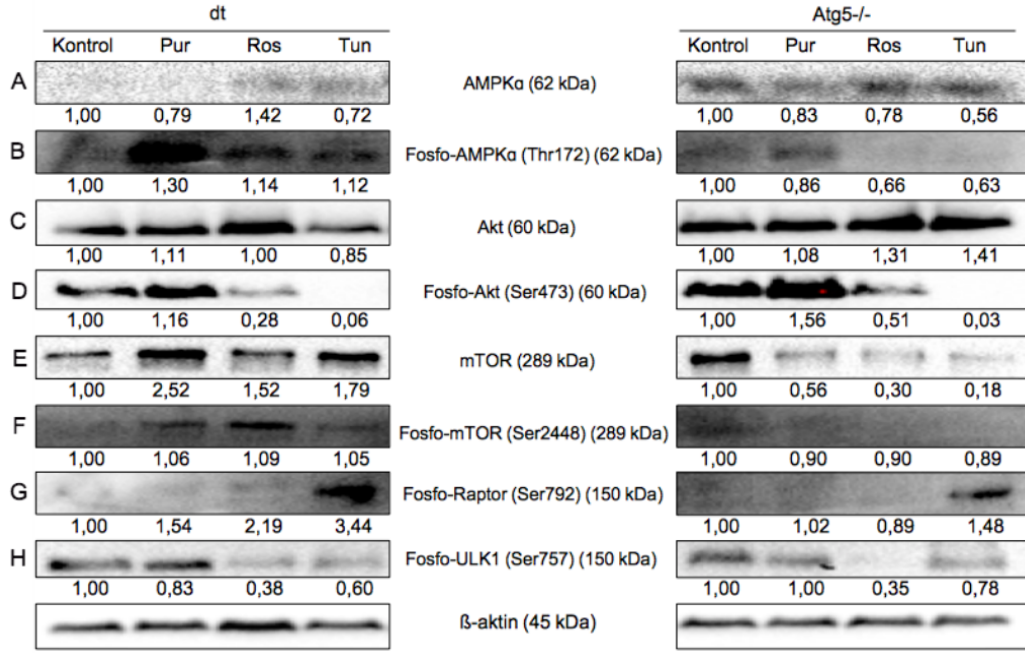 dt Atg5-/-
Kontrol Pur Ros Tun Kontrol Pur Ros Tun
A AMPKɑ (62 kDa)
1,00 0,79 1,42 0,72 1,00 0,83 0,78 0,56
B Fosfo-AMPKɑ (Thr172) (62 kDa)
1,00 1,30 1,14 1,12 1,00 0,86 0,66 0,63
C Akt (60 kDa)
1,00 1,11 1,00 0,85 1,00 1,08 1,31 1,41
D Fosfo-Akt (Ser473) (60 kDa)
1,00 1,16 0,28 0,06 1,00 1,56 0,51 0,03
E mTOR (289 kDa)
1,00 2,52 1,52 1,79 1,00 0,56 0,30 0,18
F Fosfo-mTOR (Ser2448) (289 kDa)
1,00 1,06 1,09 1,05 1,00 0,90 0,90 0,89
G Fosfo-Raptor (Ser792) (150 kDa)
1,00 1,54 2,19 3,44 1,00 1,02 0,89 1,48
H Fosfo-ULK1 (Ser757) (150 kDa)
1,00 0,83 0,38 0,60 1,00 1,00 0,35 0,78
ß-aktin (45 kDa)